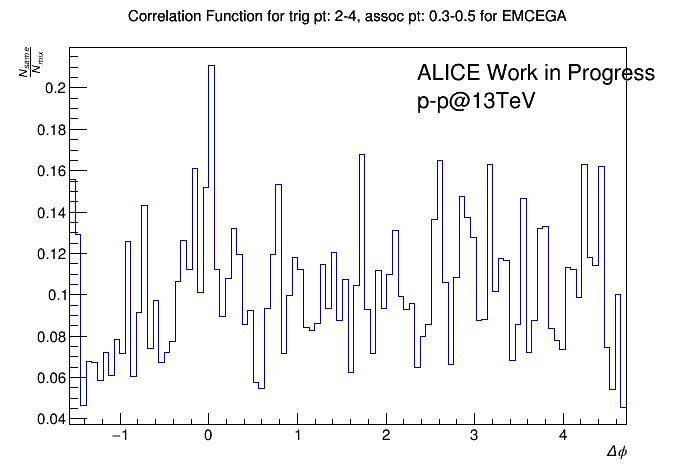 Correlation Function for trig pt: 2-4, assoc pt: 0.3-0.5 for EMCEGA
N_same
N_mix
ALICE Work in Progress
p-p@13TeV
0.2
0.18
0.16
0.14
0.12
0.1
0.08
0.06
0.04
−1 0 1 2 3 4
Δϕ